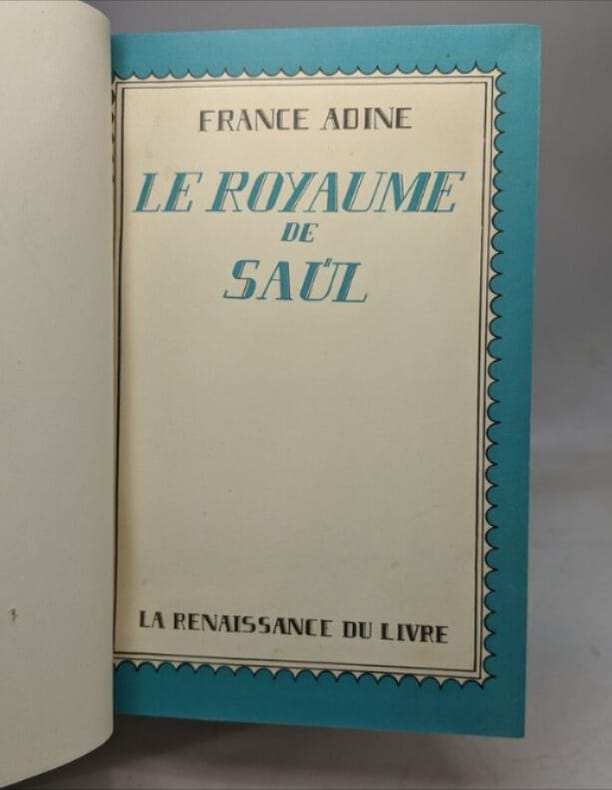 FRANCE ADINE
LE ROYAUME
DE
SAÜL
LA RENAISSANCE DU LIVRE